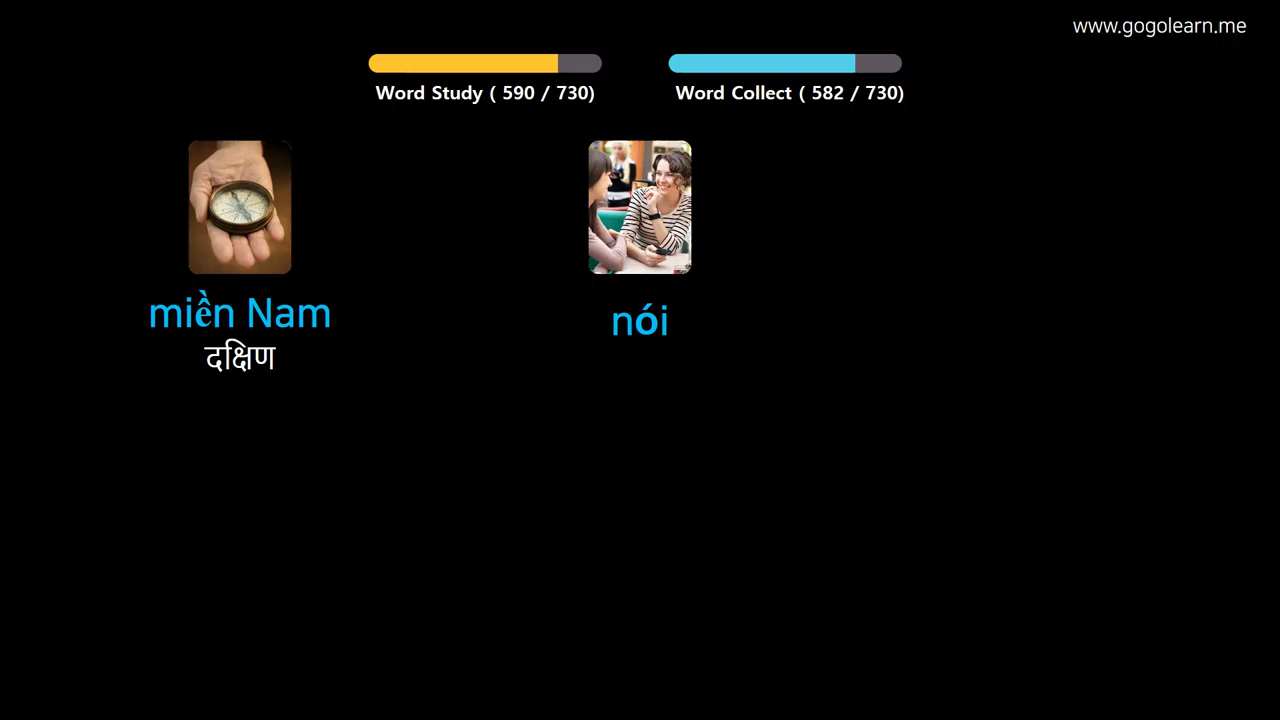 www.gogolearn.me
Word Study ( 590 / 730)
Word Collect ( 582 / 730)
miền Nam
दक्षिण
nói